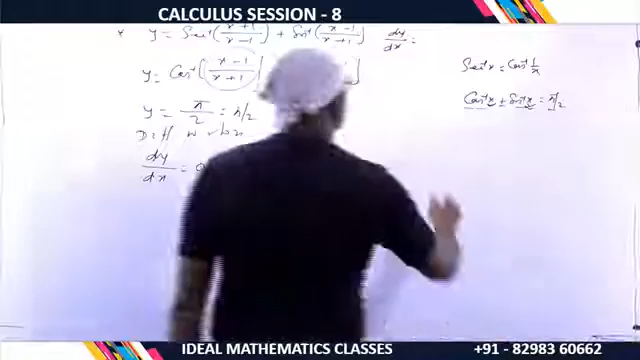 CALCULUS SESSION - 8
* y = Sec⁻¹((x+1)/(x-1)) + Sin⁻¹((x-1)/(x+1)) dy/dx =
y = Cos⁻¹[(x-1)/(x+1)]
Sec⁻¹x = Cos⁻¹ 1/x
y = π/2 = π/2
Cos⁻¹x + Sin⁻¹x = π/2
Diff w r to x
dy/dx = 0
IDEAL MATHEMATICS CLASSES +91 - 82983 60662